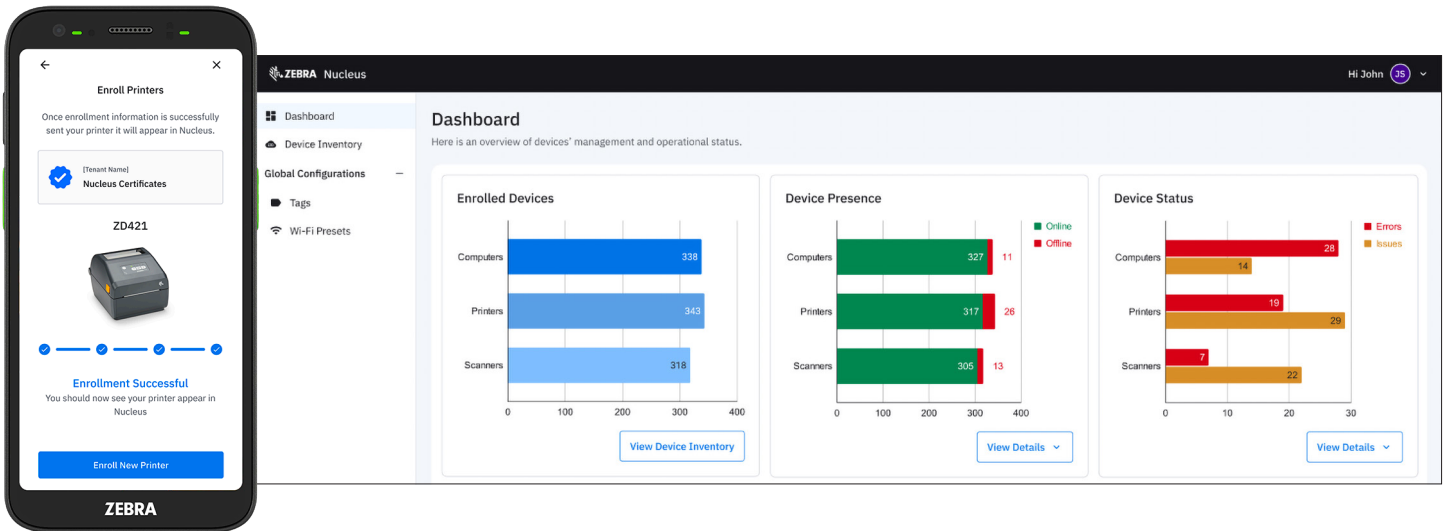 Enroll Printers
Once enrollment information is successfully
sent your printer it will appear in Nucleus.
[Tenant Name]
Nucleus Certificates
ZD421
Enrollment Successful
You should now see your printer appear in
Nucleus
Enroll New Printer
ZEBRA
ZEBRA Nucleus
Hi John JS
Dashboard
Device Inventory
Global Configurations
Tags
Wi-Fi Presets
Dashboard
Here is an overview of devices' management and operational status.
Enrolled Devices
Computers 338
Printers 343
Scanners 318
0 100 200 300 400
View Device Inventory
Device Presence
Online
Offline
Computers 327 11
Printers 317 26
Scanners 305 13
0 100 200 300 400
View Details
Device Status
Errors
Issues
Computers 28
14
Printers 19
29
Scanners 7
22
0 10 20 30
View Details